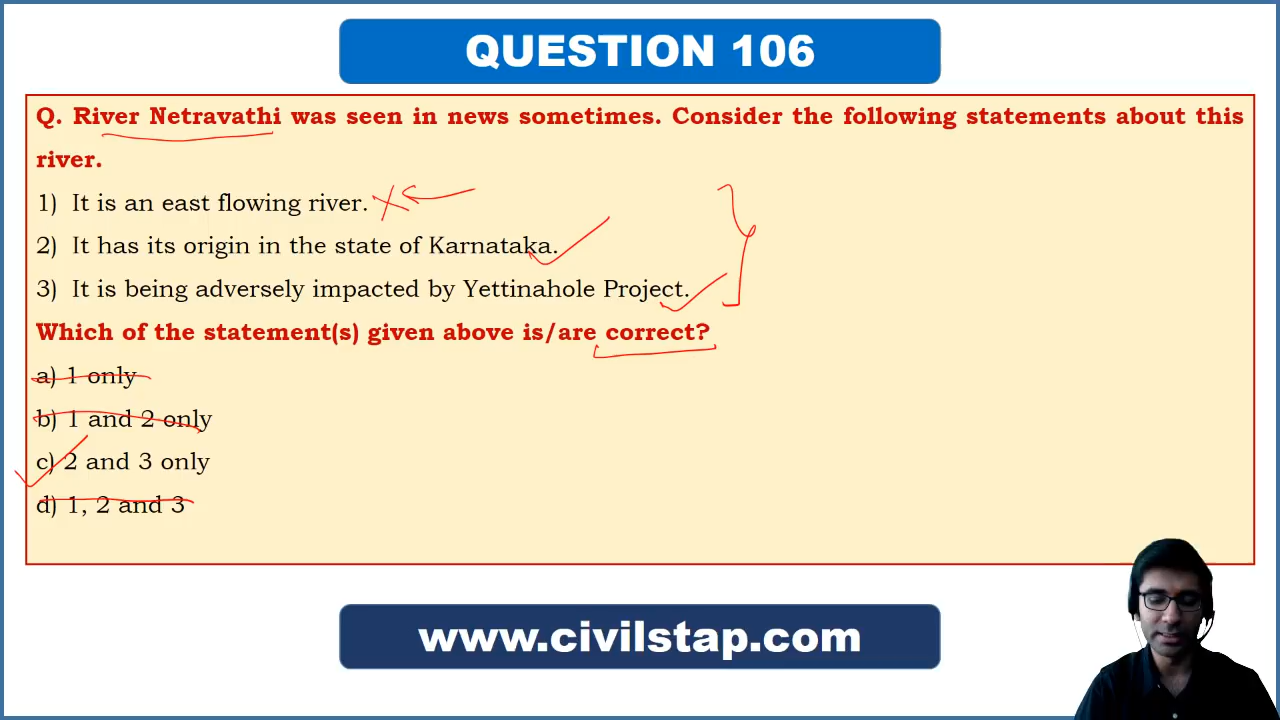 QUESTION 106
Q. River Netravathi was seen in news sometimes. Consider the following statements about this
river.
1) It is an east flowing river.
2) It has its origin in the state of Karnataka.
3) It is being adversely impacted by Yettinahole Project.
Which of the statement(s) given above is/are correct?
a) 1 only
b) 1 and 2 only
c) 2 and 3 only
d) 1, 2 and 3
www.civilstap.com